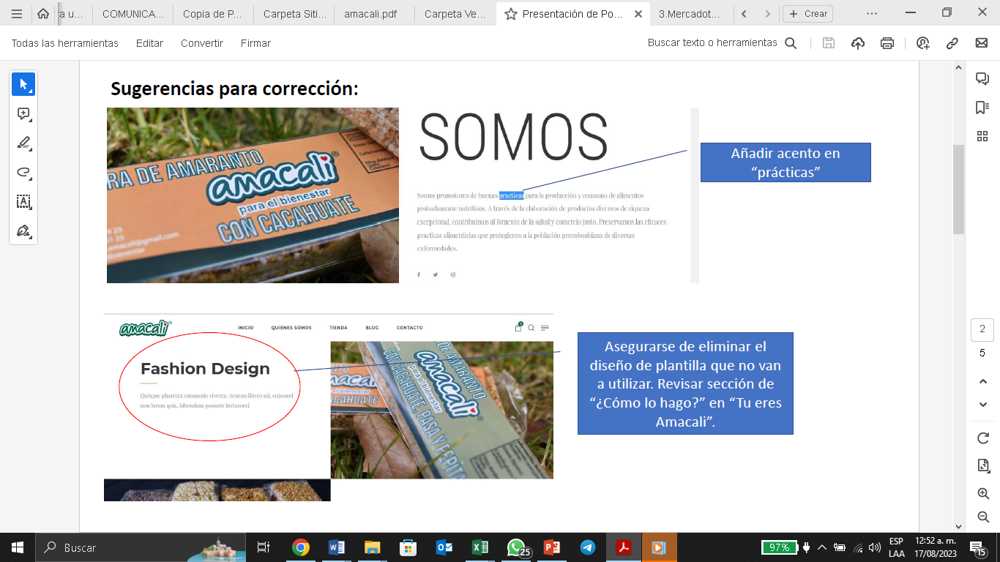 ra u...
COMUNICA...
Copia de P...
Carpeta Siti...
amacali.pdf
Carpeta Ve...
Presentación de Po...
3.Mercadot...
Crear
Todas las herramientas
Editar
Convertir
Firmar
Buscar texto o herramientas
Sugerencias para corrección:
RA DE AMARANTO
amacali®
para el bienestar
CON CACAHUATE
amacali@gmail.com
SOMOS
Somos promotores de buenas practicas para la producción y consumo de alimentos
probadamente nutritivos. A través de la elaboración de productos diversos de riqueza
excepcional, contribuimos al fomento de la salud y comercio justo. Preservamos las eficaces
practicas alimenticias que protegieron a la población precolombiana de diversas
enfermedades.
Añadir acento en
“prácticas”
amacali®
INICIO
QUIENES SOMOS
TIENDA
BLOG
CONTACTO
0
Fashion Design
Quisque pharetra commodo viverra. Aenean libero mi, euismod
non lorem quis, bibendum posuere lectusorci
DE AMARANTO
amacali
para el bienestar
CON CACAHUATE, PASA Y PEPIT
CACAHUATE
Asegurarse de eliminar el
diseño de plantilla que no van
a utilizar. Revisar sección de
“¿Cómo lo hago?” en “Tu eres
Amacali”.
2
5
Buscar
25
97%
ESP
LAA
12:52 a. m.
17/08/2023
15